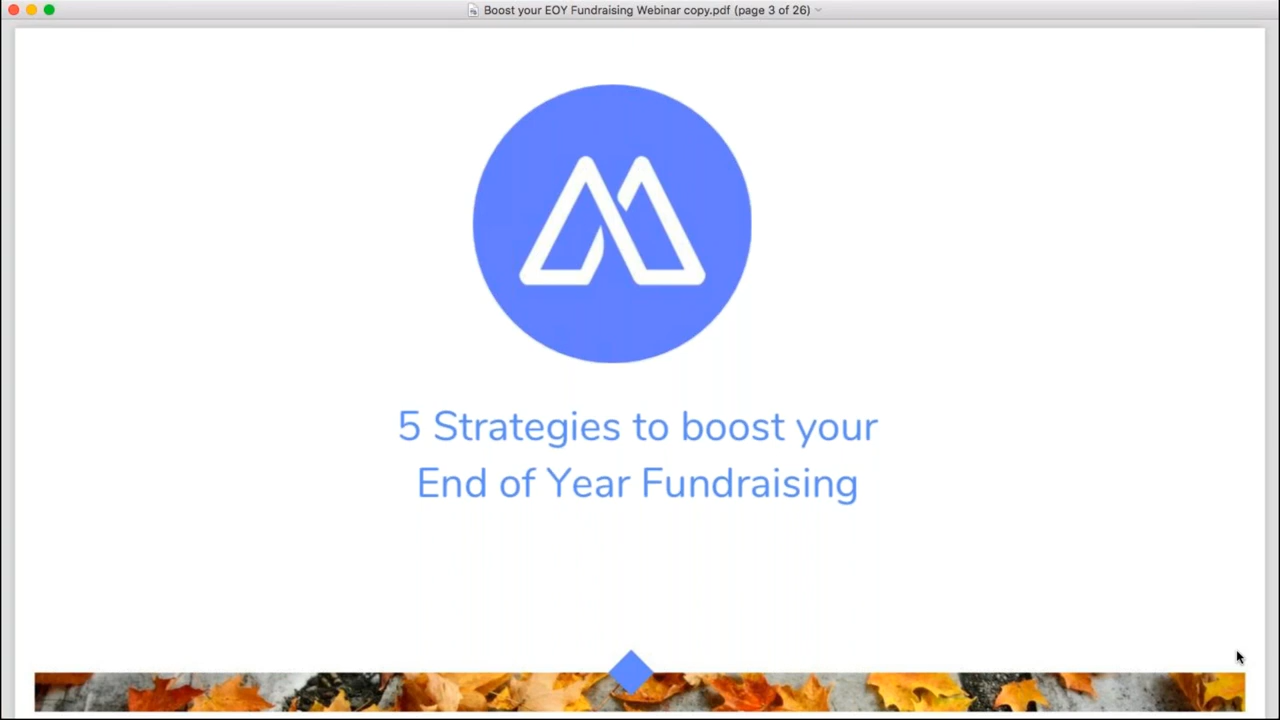 Boost your EOY Fundraising Webinar copy.pdf (page 3 of 26)
5 Strategies to boost your
End of Year Fundraising